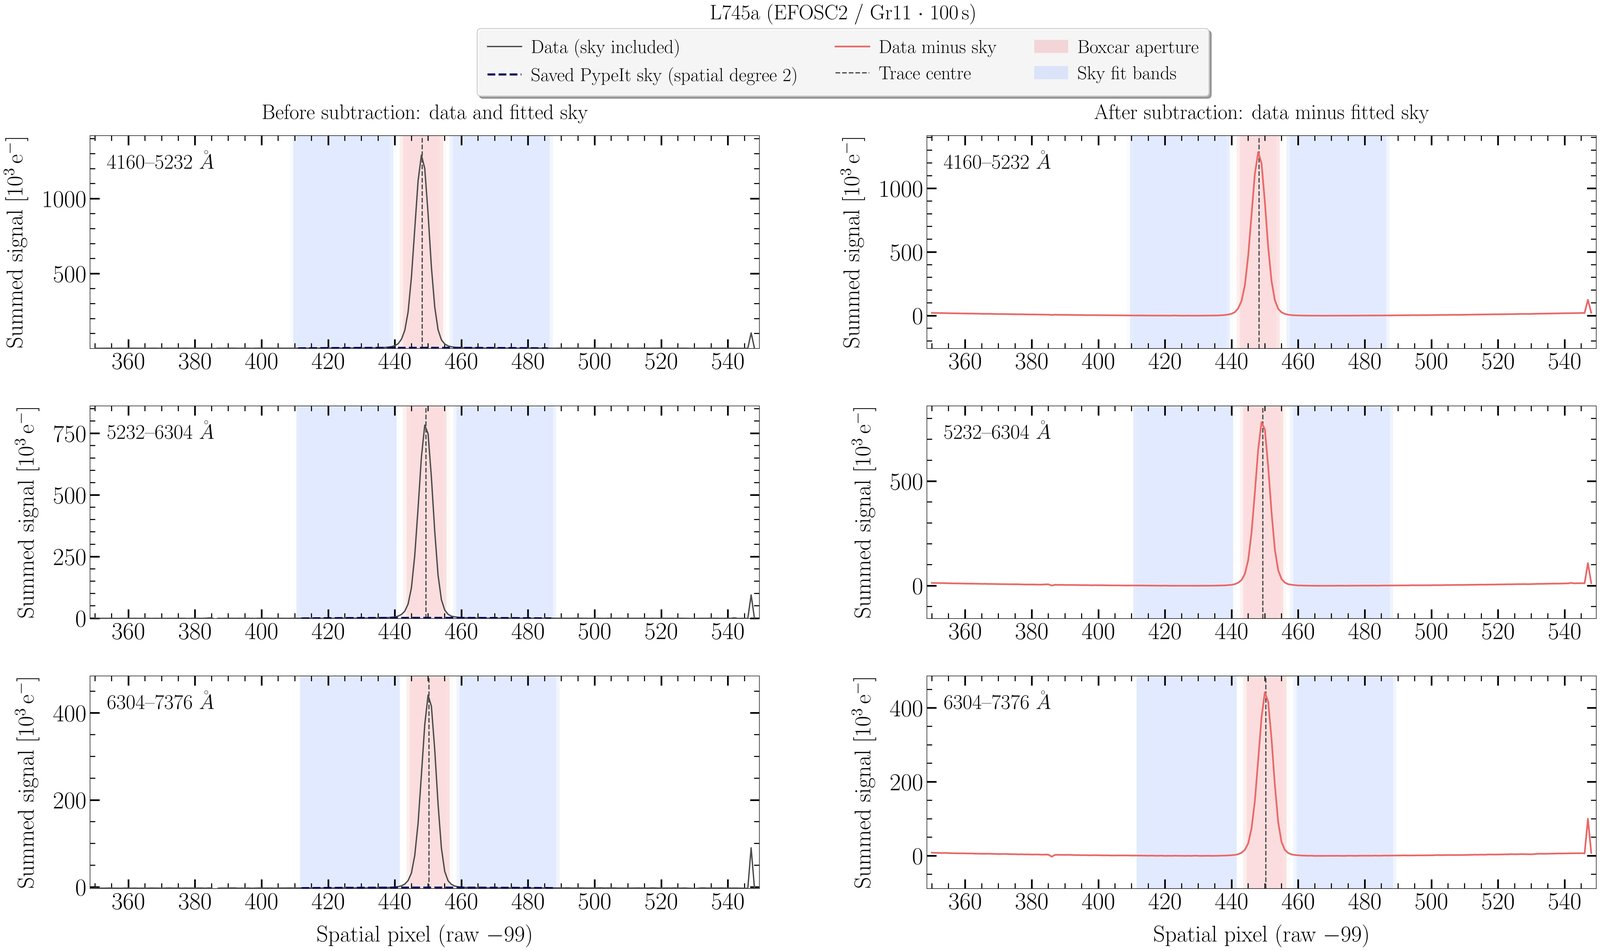 L745a (EFOSC2 / Gr11 · 100 s)
Data (sky included)
Saved PypeIt sky (spatial degree 2)
Data minus sky
Trace centre
Boxcar aperture
Sky fit bands
Before subtraction: data and fitted sky
After subtraction: data minus fitted sky
4160–5232 Å
Summed signal [10³ e⁻]
1000
500
360 380 400 420 440 460 480 500 520 540
4160–5232 Å
Summed signal [10³ e⁻]
1000
500
0
360 380 400 420 440 460 480 500 520 540
5232–6304 Å
Summed signal [10³ e⁻]
750
500
250
0
360 380 400 420 440 460 480 500 520 540
5232–6304 Å
Summed signal [10³ e⁻]
500
0
360 380 400 420 440 460 480 500 520 540
6304–7376 Å
Summed signal [10³ e⁻]
400
200
0
360 380 400 420 440 460 480 500 520 540
Spatial pixel (raw −99)
6304–7376 Å
Summed signal [10³ e⁻]
400
200
0
360 380 400 420 440 460 480 500 520 540
Spatial pixel (raw −99)